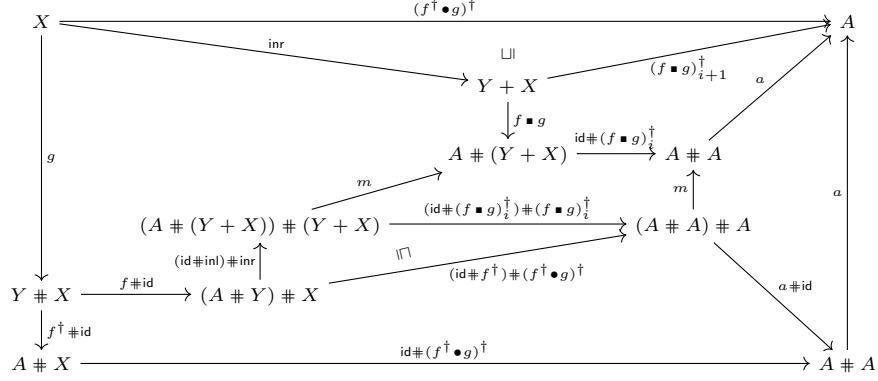 (f† • g)†
X A
inr
⊔|
(f ▪ g)†i+1
Y + X
a
f ▪ g
id#(f ▪ g)†i
A # (Y + X) A # A
g
m m a
(id#(f ▪ g)†i)#(f ▪ g)†i
(A # (Y + X)) # (Y + X) (A # A) # A
(id#inl)#inr
|⊓
(id#f†)#(f† • g)†
a#id
f#id
Y # X (A # Y) # X
f†#id
id#(f† • g)†
A # X A # A